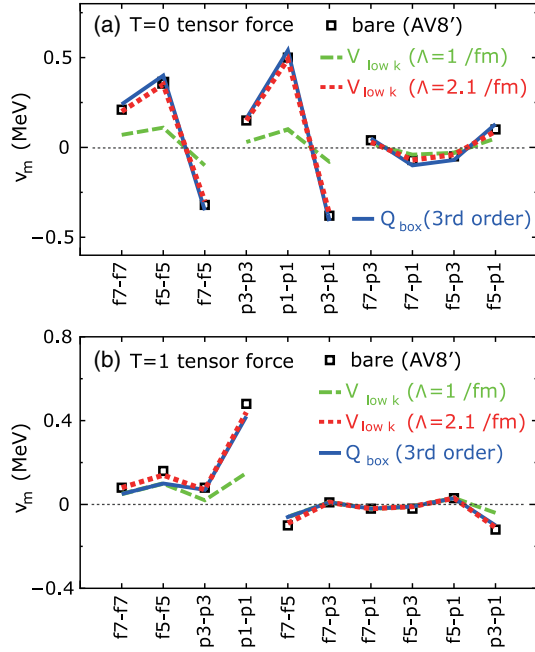 (a) T=0 tensor force
bare (AV8')
V low k (Λ=1 /fm)
V low k (Λ=2.1 /fm)
Q box (3rd order)
ν_m (MeV)
0.5
0
−0.5
f7-f7
f5-f5
f7-f5
p3-p3
p1-p1
p3-p1
f7-p3
f7-p1
f5-p3
f5-p1
(b) T=1 tensor force
bare (AV8')
V low k (Λ=1 /fm)
V low k (Λ=2.1 /fm)
Q box (3rd order)
ν_m (MeV)
0.8
0.4
0
−0.4
f7-f7
f5-f5
p3-p3
p1-p1
f7-f5
f7-p3
f7-p1
f5-p3
f5-p1
p3-p1